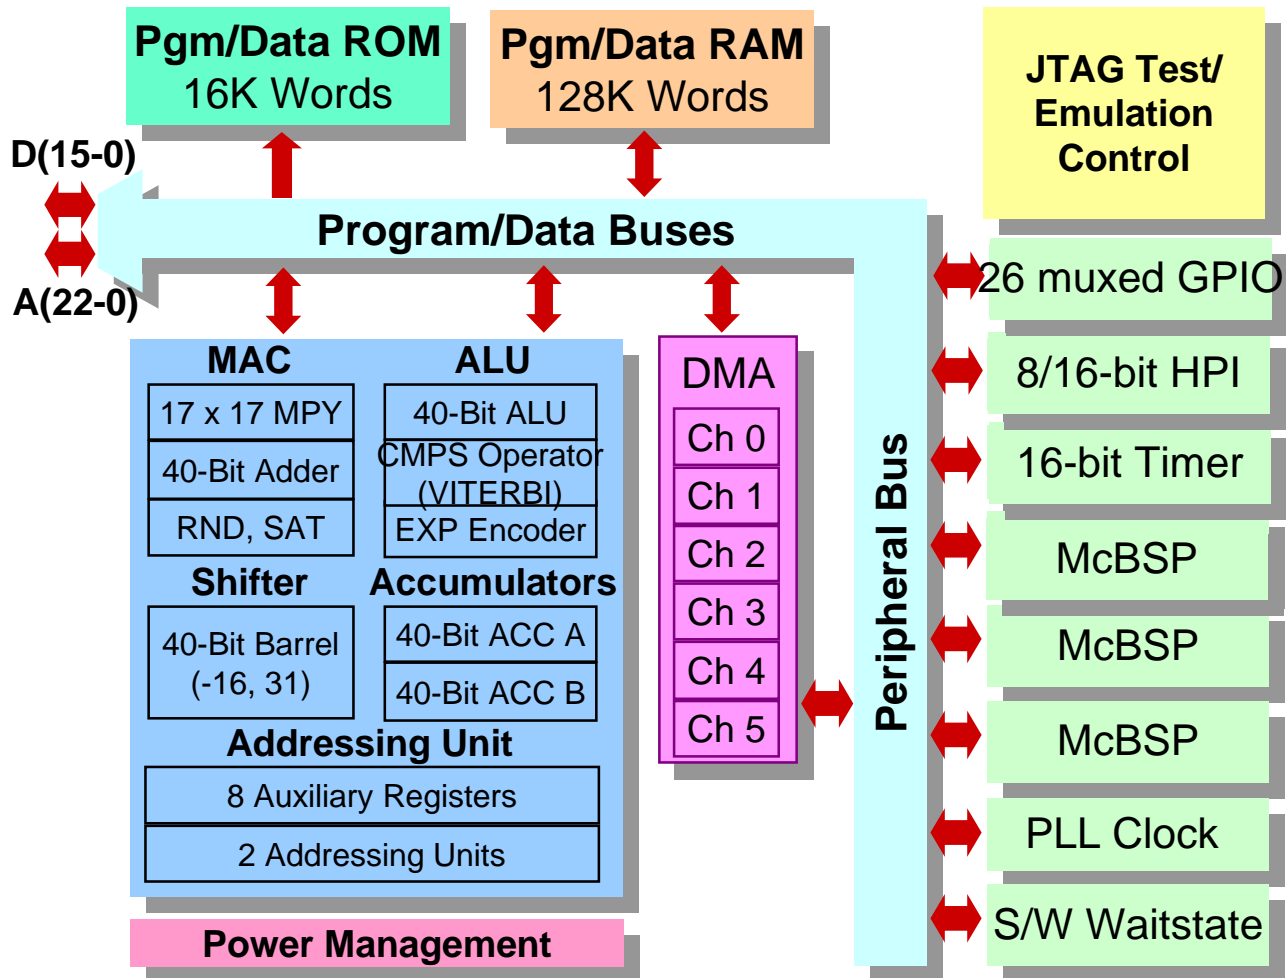 Pgm/Data ROM
16K Words
Pgm/Data RAM
128K Words
JTAG Test/
Emulation
Control
D(15-0)
A(22-0)
Program/Data Buses
MAC
17 x 17 MPY
40-Bit Adder
RND, SAT
ALU
40-Bit ALU
CMPS Operator
(VITERBI)
EXP Encoder
Shifter
40-Bit Barrel
(-16, 31)
Accumulators
40-Bit ACC A
40-Bit ACC B
Addressing Unit
8 Auxiliary Registers
2 Addressing Units
Power Management
DMA
Ch 0
Ch 1
Ch 2
Ch 3
Ch 4
Ch 5
Peripheral Bus
26 muxed GPIO
8/16-bit HPI
16-bit Timer
McBSP
McBSP
McBSP
PLL Clock
S/W Waitstate